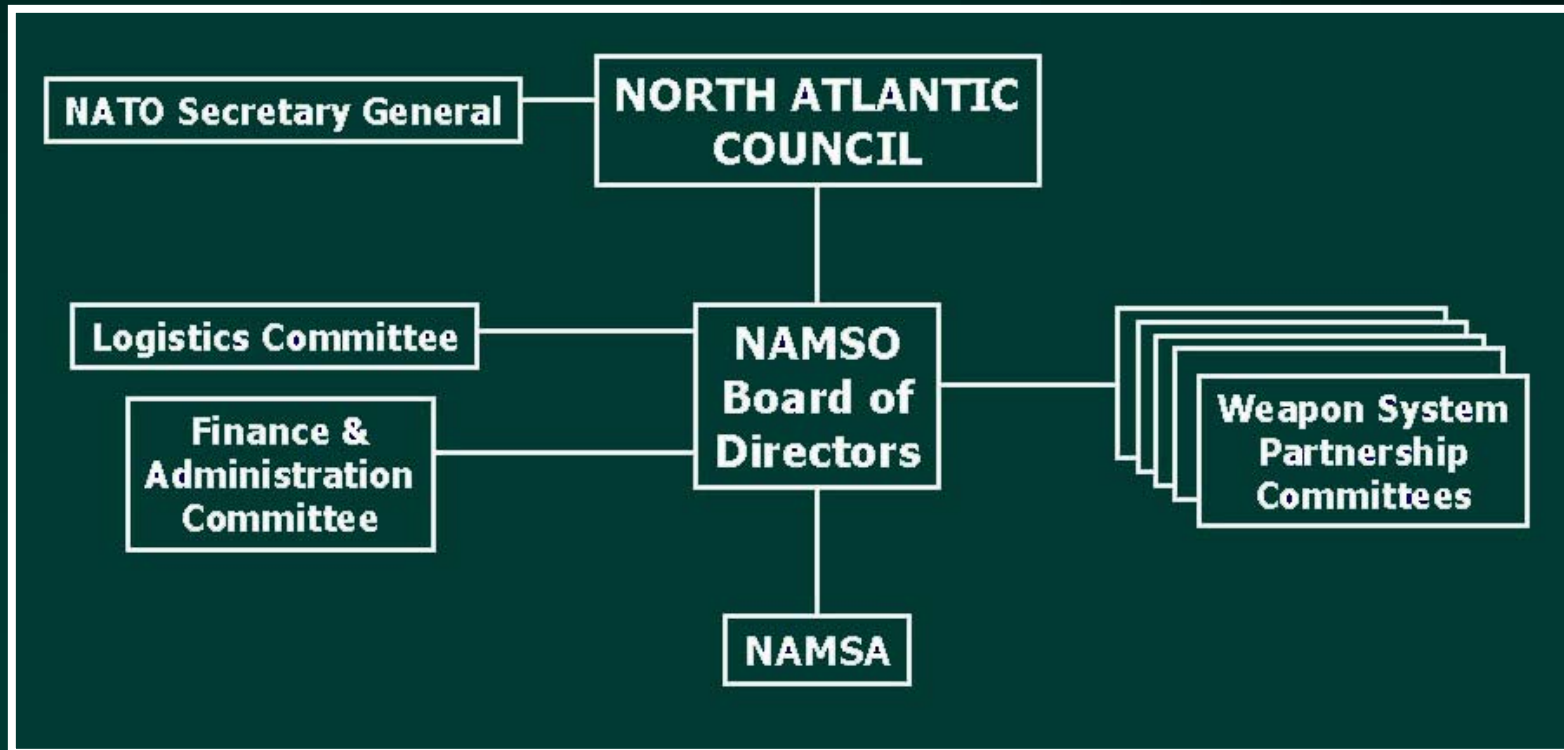 NATO Secretary General
NORTH ATLANTIC
COUNCIL
Logistics Committee
Finance &
Administration
Committee
NAMSO
Board of
Directors
Weapon System
Partnership
Committees
NAMSA